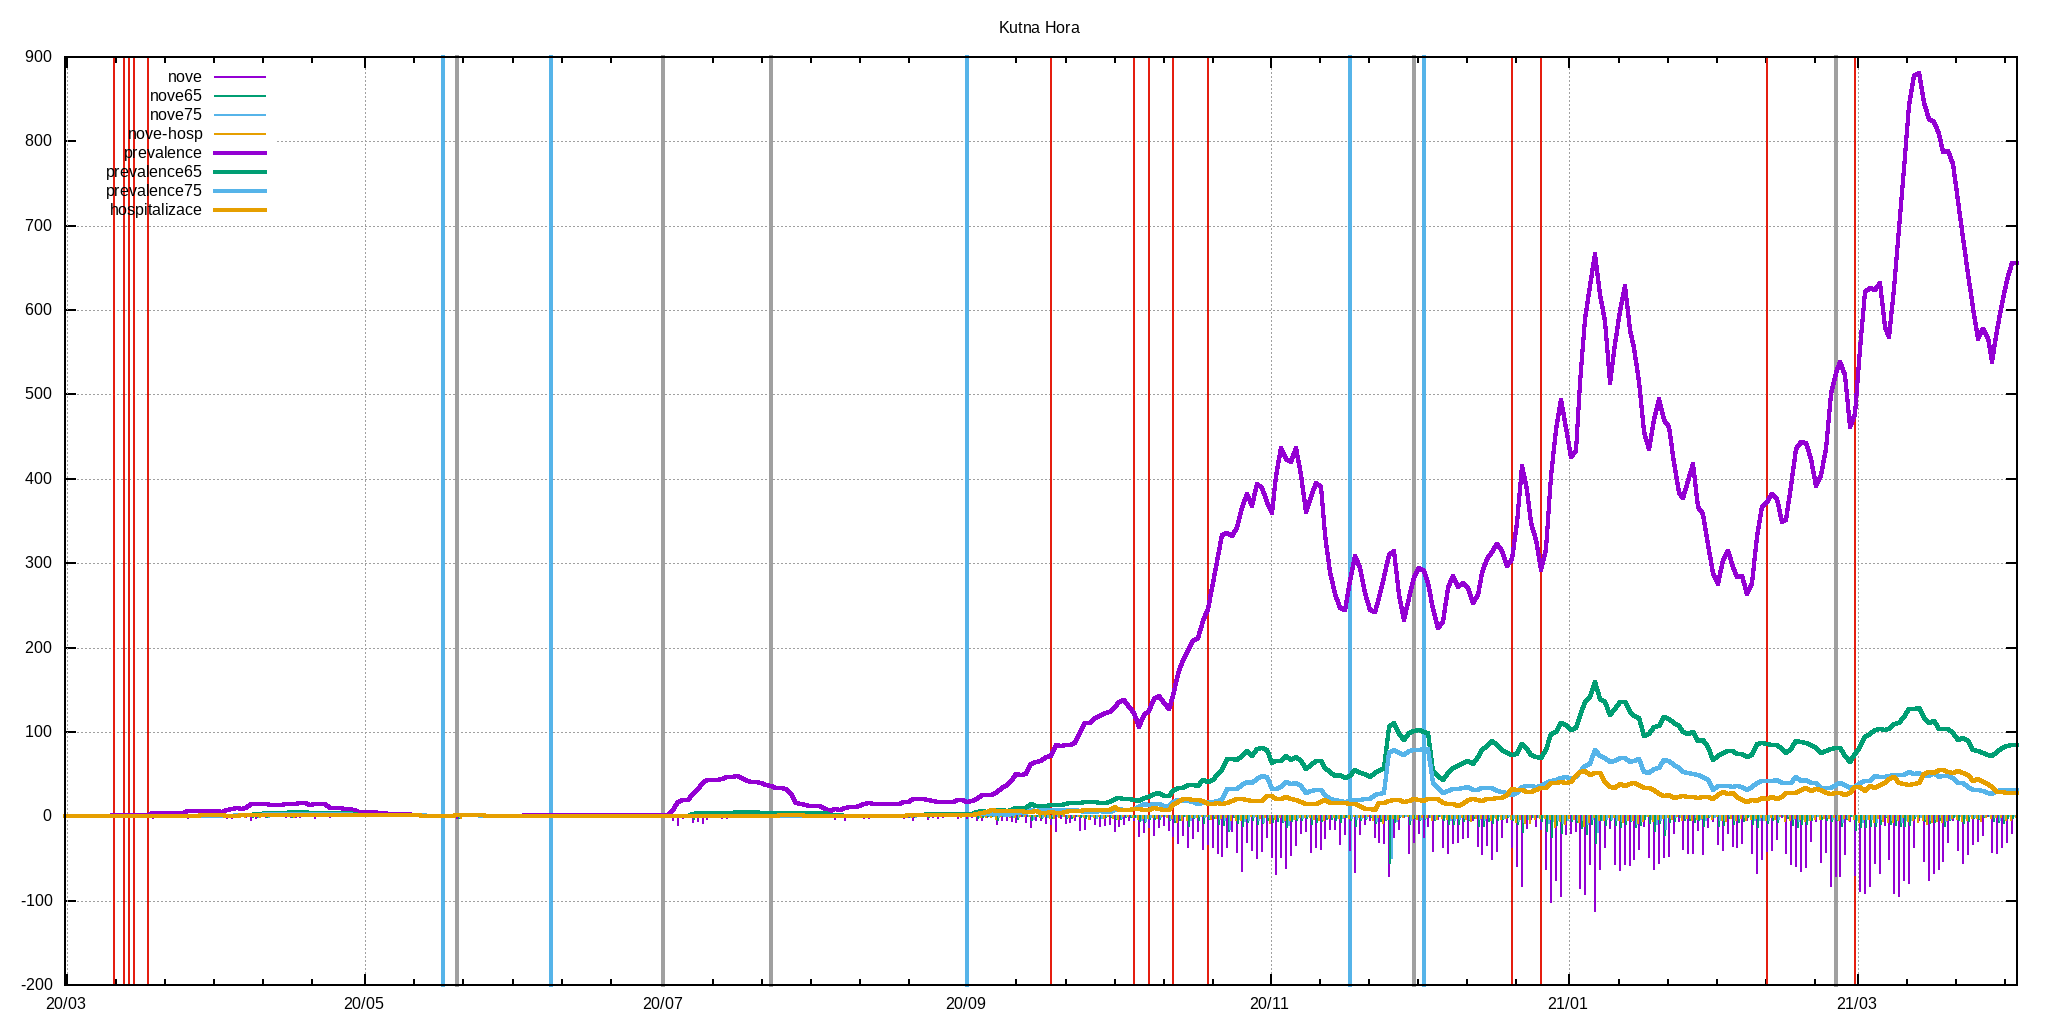 Kutna Hora
900
800
700
600
500
400
300
200
100
0
-100
-200
nove
nove65
nove75
nove-hosp
prevalence
prevalence65
prevalence75
hospitalizace
20/03 20/05 20/07 20/09 20/11 21/01 21/03